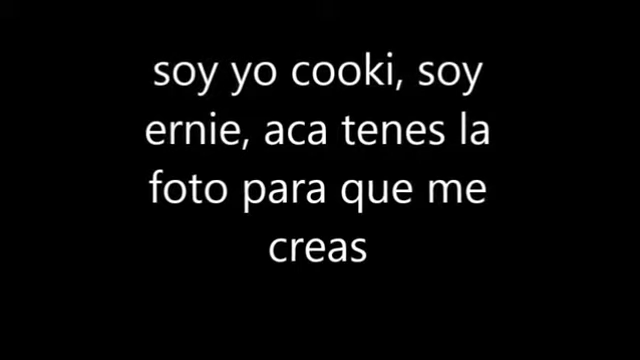 soy yo cooki, soy
ernie, aca tenes la
foto para que me
creas